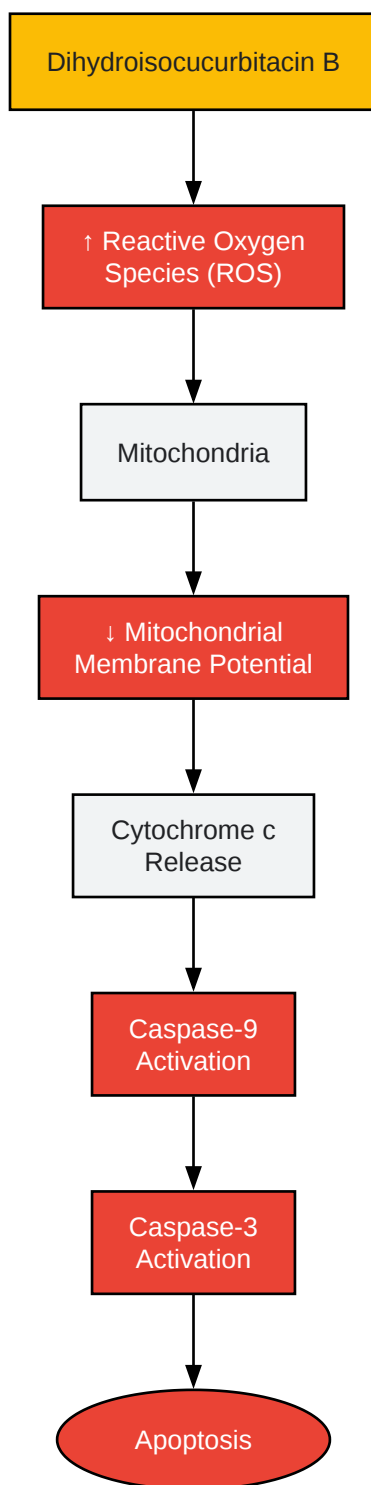 Dihydroisocucurbitacin B
↑ Reactive Oxygen
Species (ROS)
Mitochondria
↓ Mitochondrial
Membrane Potential
Cytochrome c
Release
Caspase-9
Activation
Caspase-3
Activation
Apoptosis